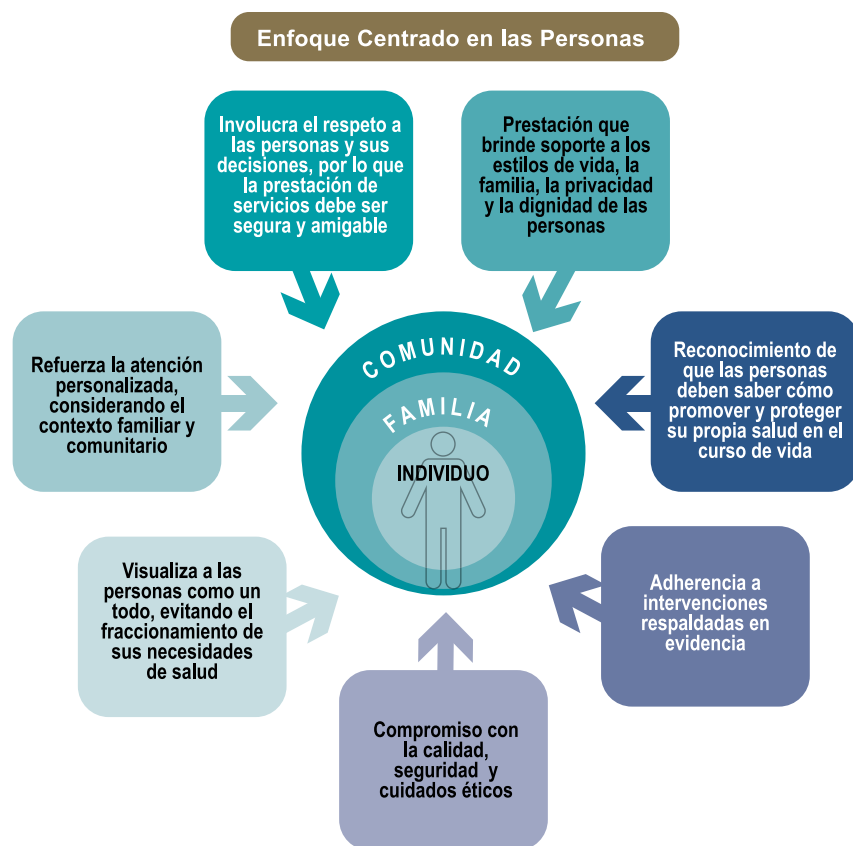 Enfoque Centrado en las Personas
Involucra el respeto a
las personas y sus
decisiones, por lo que
la prestación de
servicios debe ser
segura y amigable
Prestación que
brinde soporte a los
estilos de vida, la
familia, la privacidad
y la dignidad de las
personas
Refuerza la atención
personalizada,
considerando el
contexto familiar y
comunitario
COMUNIDAD
FAMILIA
INDIVIDUO
Reconocimiento de
que las personas
deben saber cómo
promover y proteger
su propia salud en el
curso de vida
Visualiza a las
personas como un
todo, evitando el
fraccionamiento de
sus necesidades
de salud
Adherencia a
intervenciones
respaldadas en
evidencia
Compromiso con
la calidad,
seguridad y
cuidados éticos